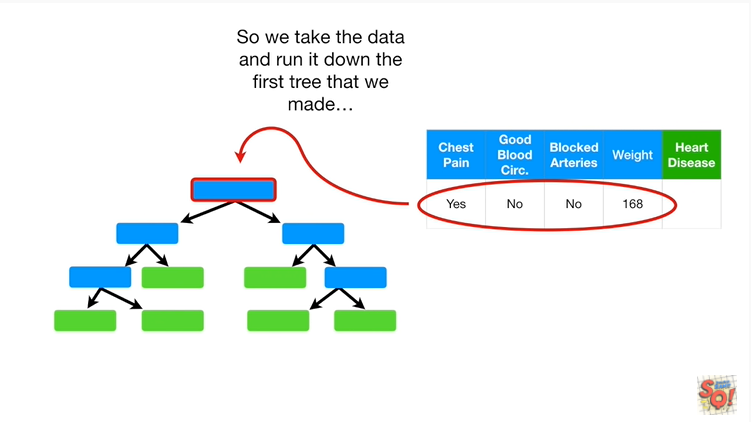 So we take the data
and run it down the
first tree that we
made…
Chest
Pain
Good
Blood
Circ.
Blocked
Arteries
Weight
Heart
Disease
Yes
No
No
168
SQ!